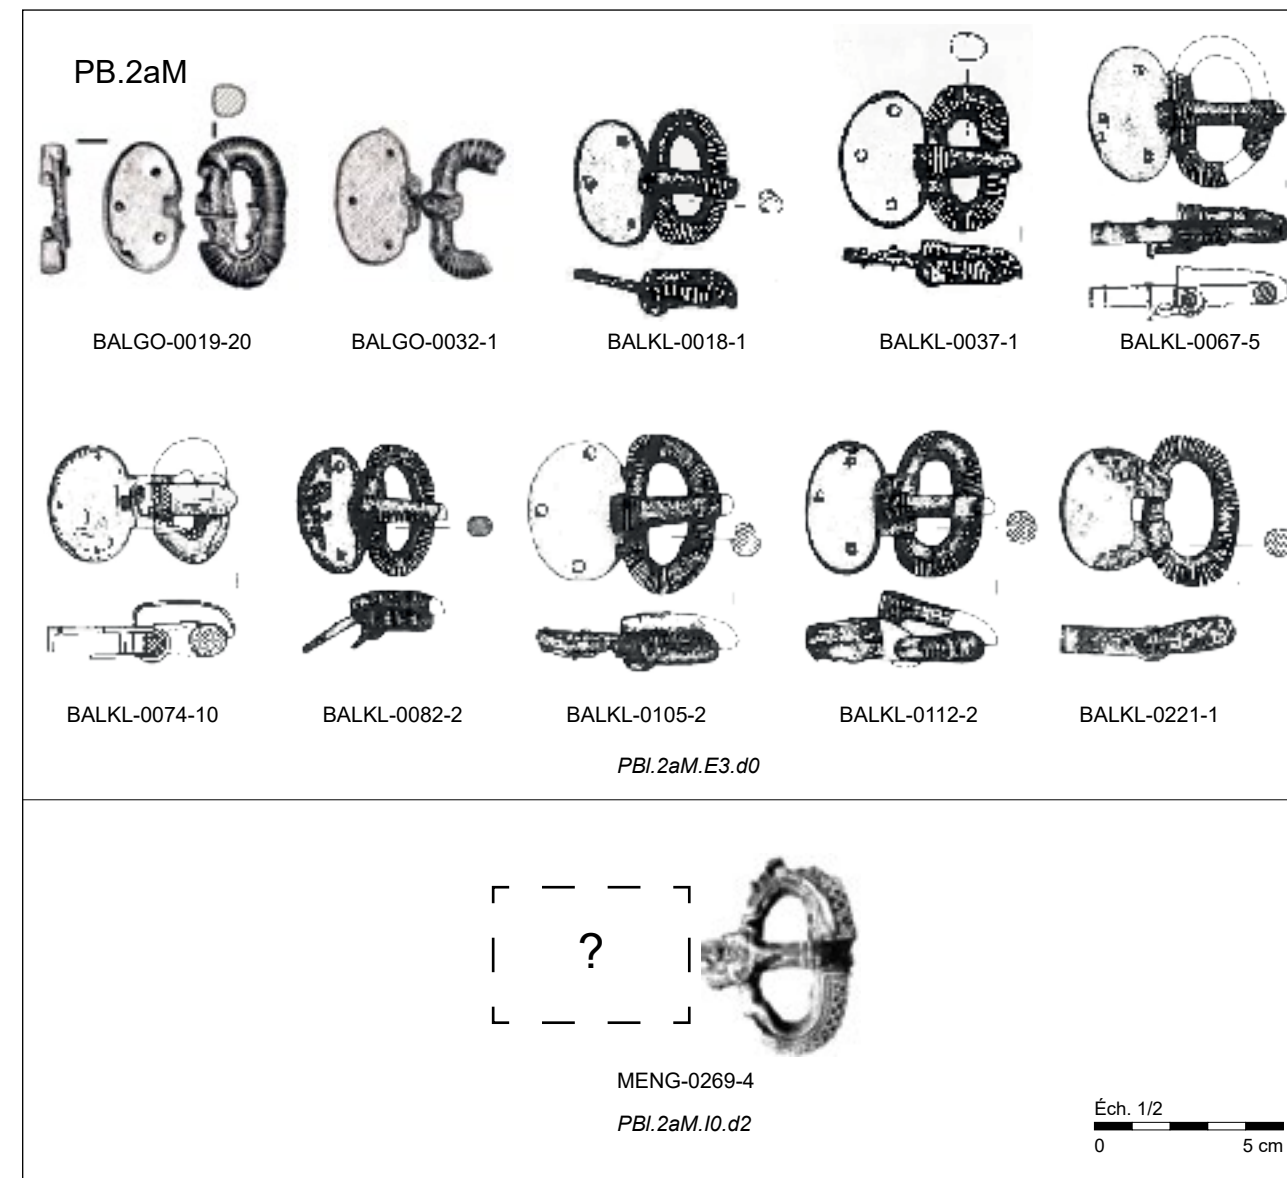 PB.2aM
BALGO-0019-20
BALGO-0032-1
BALKL-0018-1
BALKL-0037-1
BALKL-0067-5
BALKL-0074-10
BALKL-0082-2
BALKL-0105-2
BALKL-0112-2
BALKL-0221-1
PBl.2aM.E3.d0
?
MENG-0269-4
PBl.2aM.I0.d2
Éch. 1/2
0 5 cm